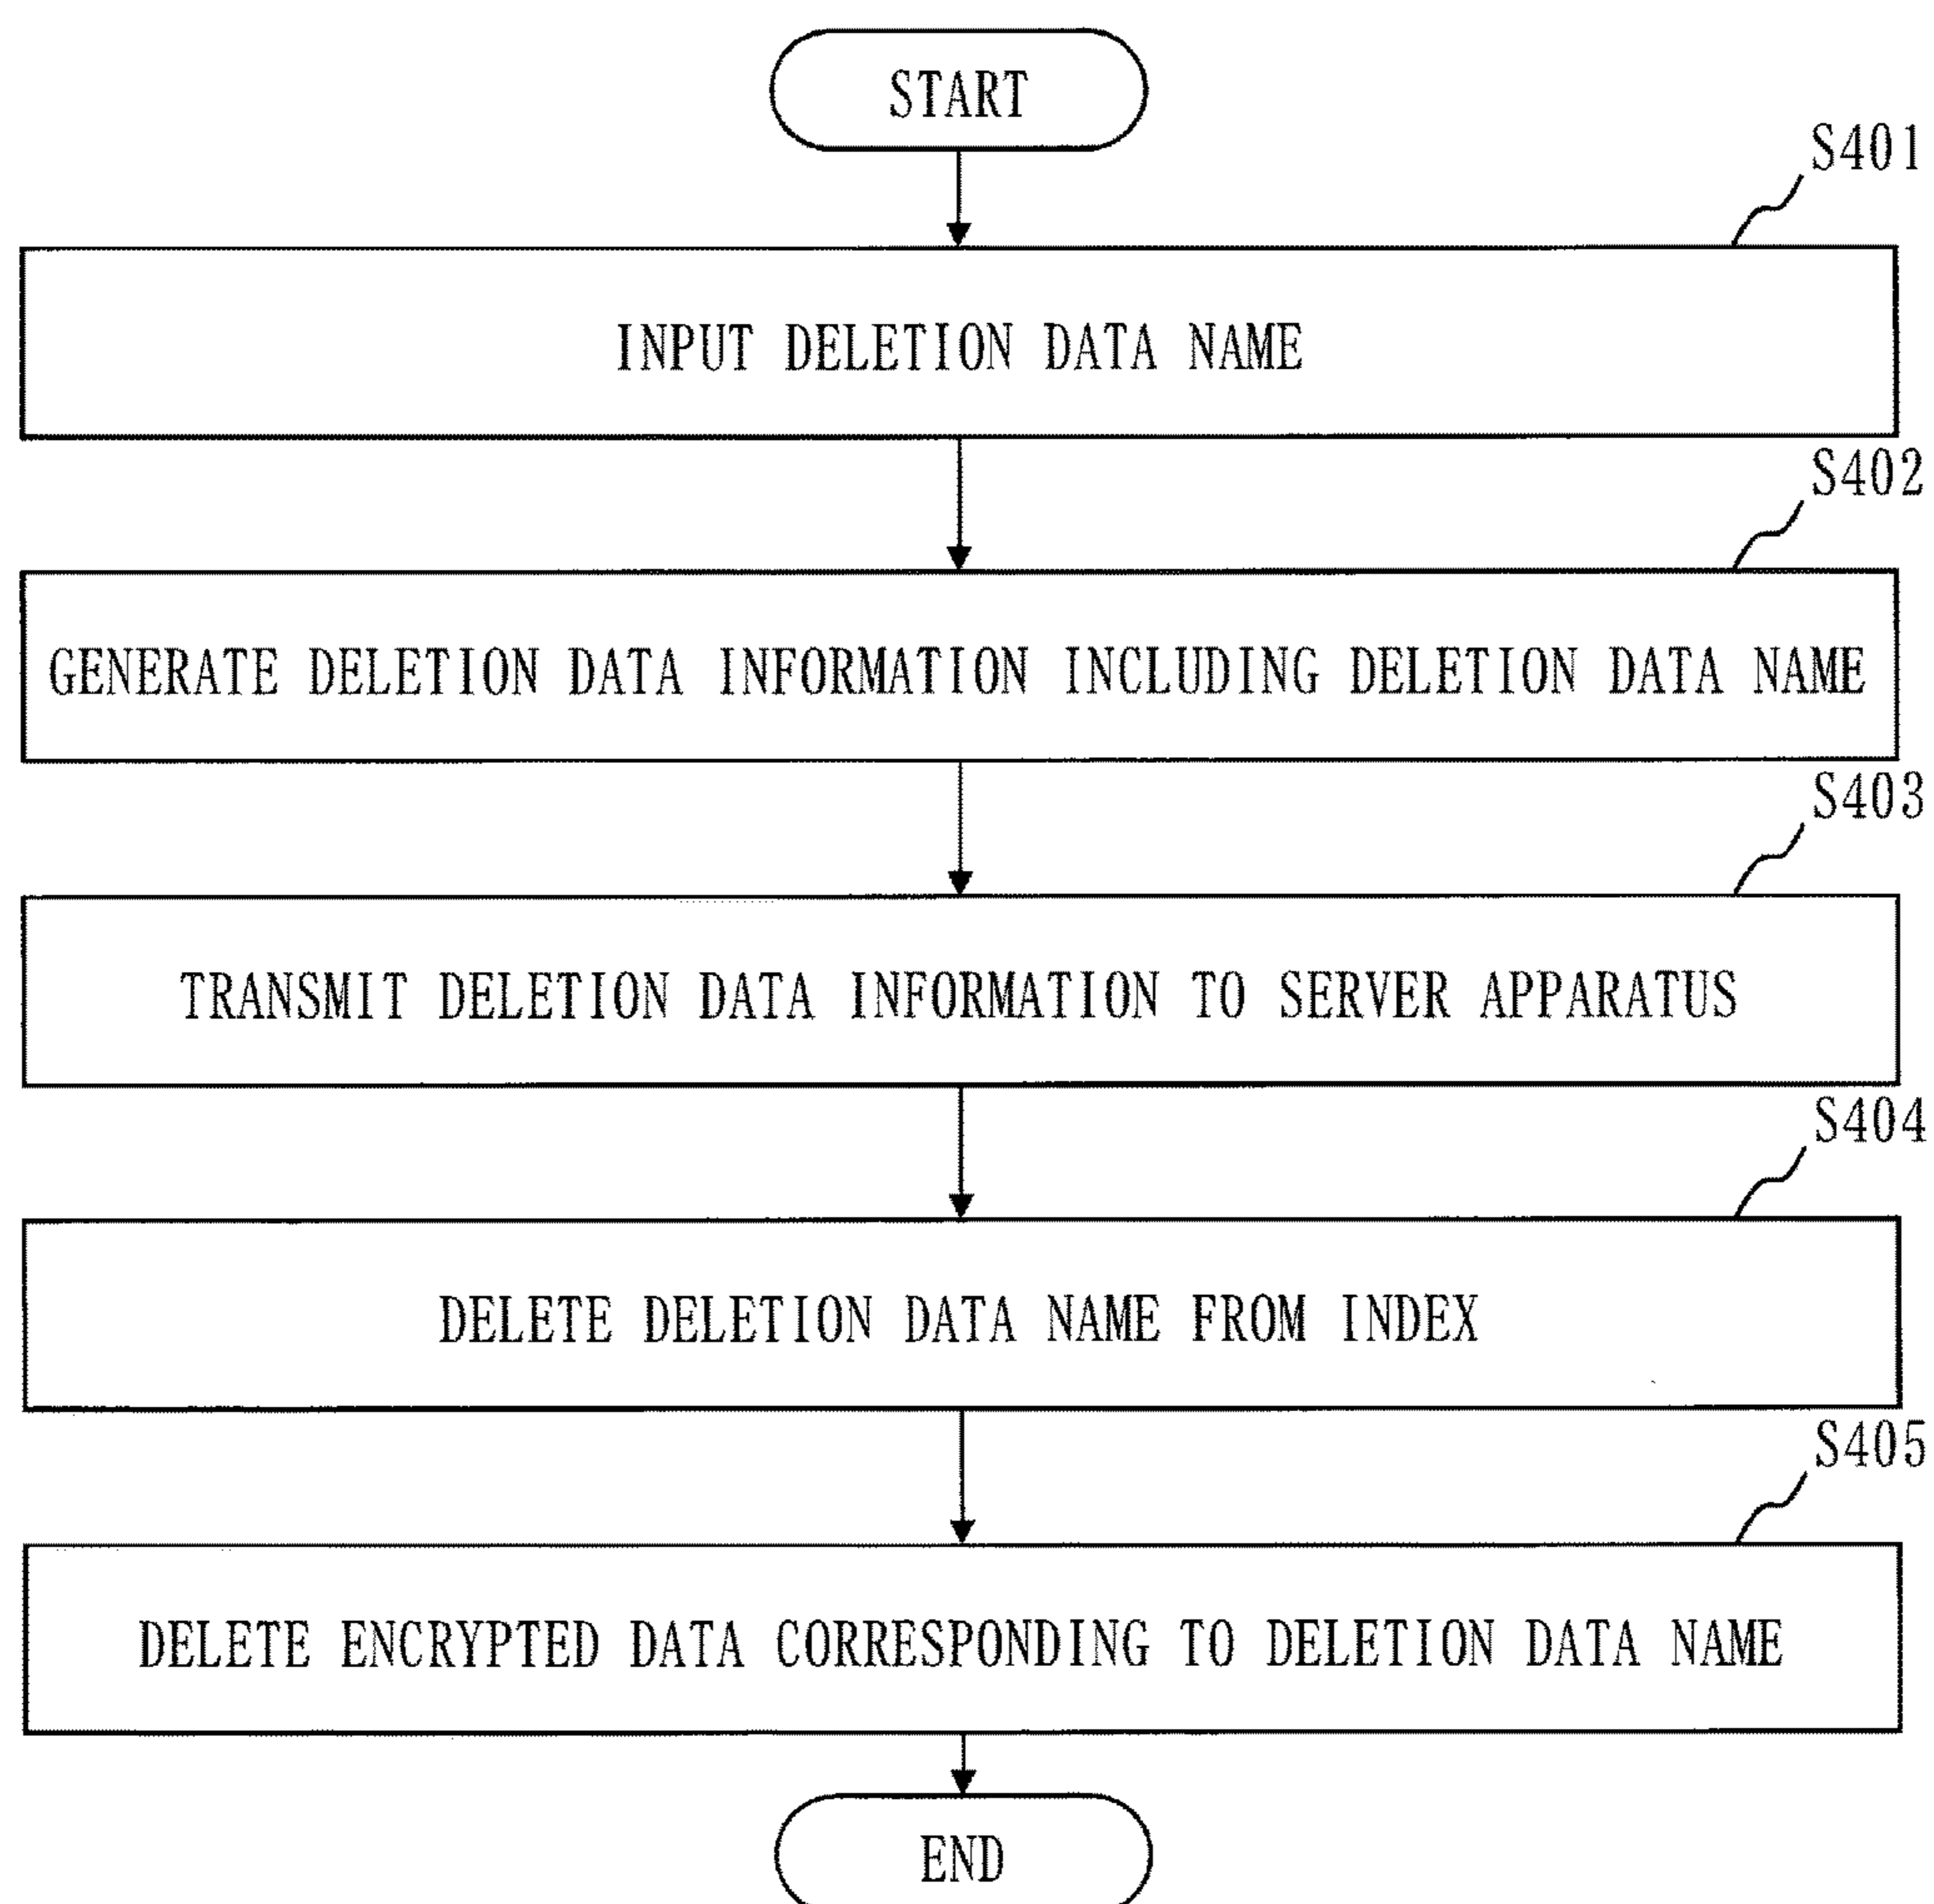 START
S401
INPUT DELETION DATA NAME
S402
GENERATE DELETION DATA INFORMATION INCLUDING DELETION DATA NAME
S403
TRANSMIT DELETION DATA INFORMATION TO SERVER APPARATUS
S404
DELETE DELETION DATA NAME FROM INDEX
S405
DELETE ENCRYPTED DATA CORRESPONDING TO DELETION DATA NAME
END